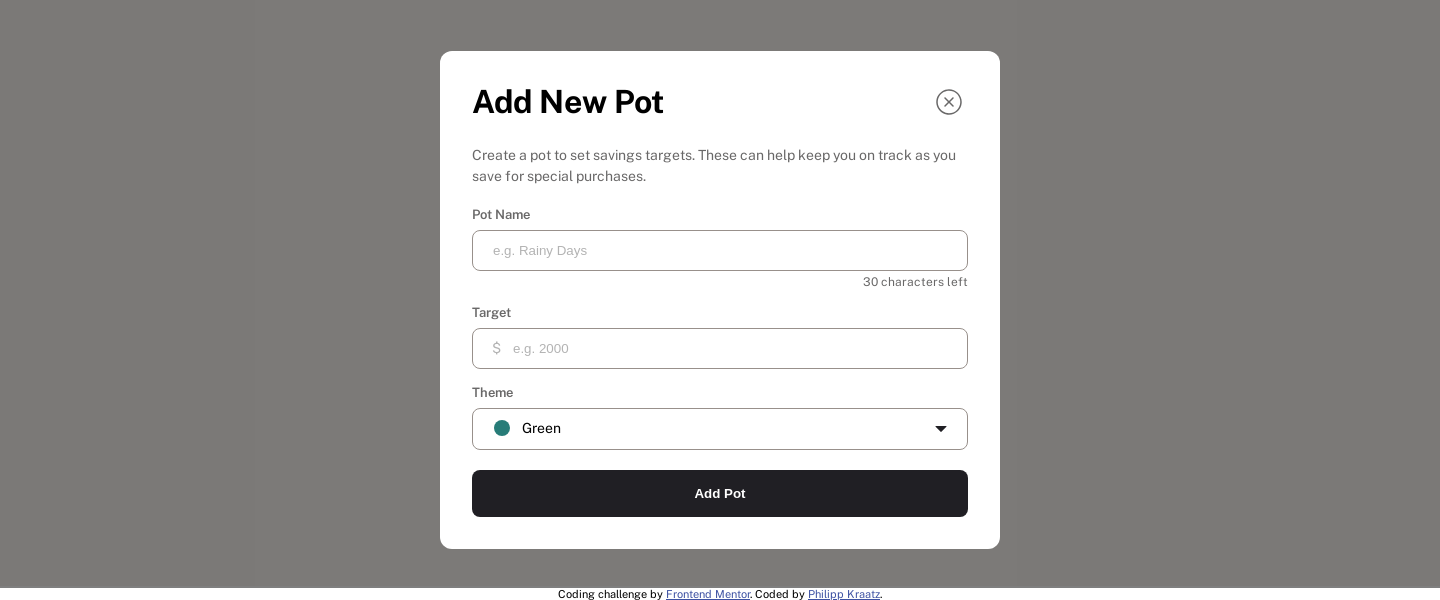 Add New Pot
Create a pot to set savings targets. These can help keep you on track as you
save for special purchases.
Pot Name
e.g. Rainy Days
30 characters left
Target
$ e.g. 2000
Theme
Green
Add Pot
Coding challenge by Frontend Mentor. Coded by Philipp Kraatz.